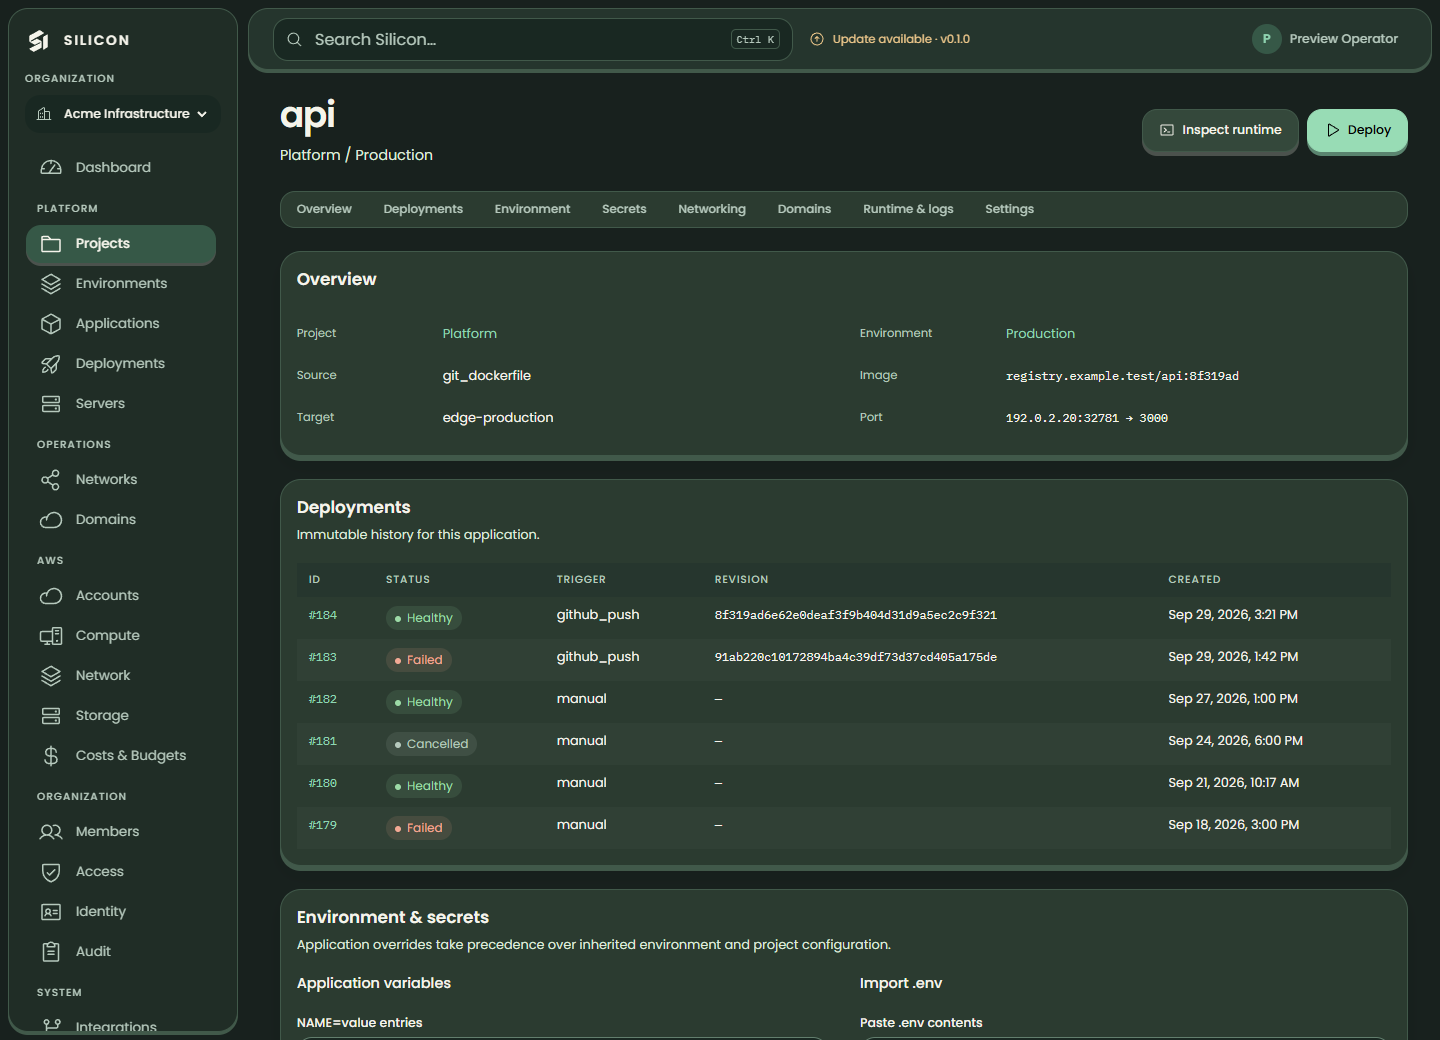 SILICON
ORGANIZATION
Acme Infrastructure
Dashboard
PLATFORM
Projects
Environments
Applications
Deployments
Servers
OPERATIONS
Networks
Domains
AWS
Accounts
Compute
Network
Storage
Costs & Budgets
ORGANIZATION
Members
Access
Identity
Audit
SYSTEM
Integrations
Search Silicon... Ctrl K
Update available · v0.1.0
P Preview Operator
api
Platform / Production
Inspect runtime
Deploy
Overview Deployments Environment Secrets Networking Domains Runtime & logs Settings
Overview
Project Platform Environment Production
Source git_dockerfile Image registry.example.test/api:8f319ad
Target edge-production Port 192.0.2.20:32781 → 3000
Deployments
Immutable history for this application.
ID STATUS TRIGGER REVISION CREATED
#184 Healthy github_push 8f319ad6e62e0deaf3f9b404d31d9a5ec2c9f321 Sep 29, 2026, 3:21 PM
#183 Failed github_push 91ab220c10172894ba4c39df73d37cd405a175de Sep 29, 2026, 1:42 PM
#182 Healthy manual — Sep 27, 2026, 1:00 PM
#181 Cancelled manual — Sep 24, 2026, 6:00 PM
#180 Healthy manual — Sep 21, 2026, 10:17 AM
#179 Failed manual — Sep 18, 2026, 3:00 PM
Environment & secrets
Application overrides take precedence over inherited environment and project configuration.
Application variables Import .env
NAME=value entries Paste .env contents